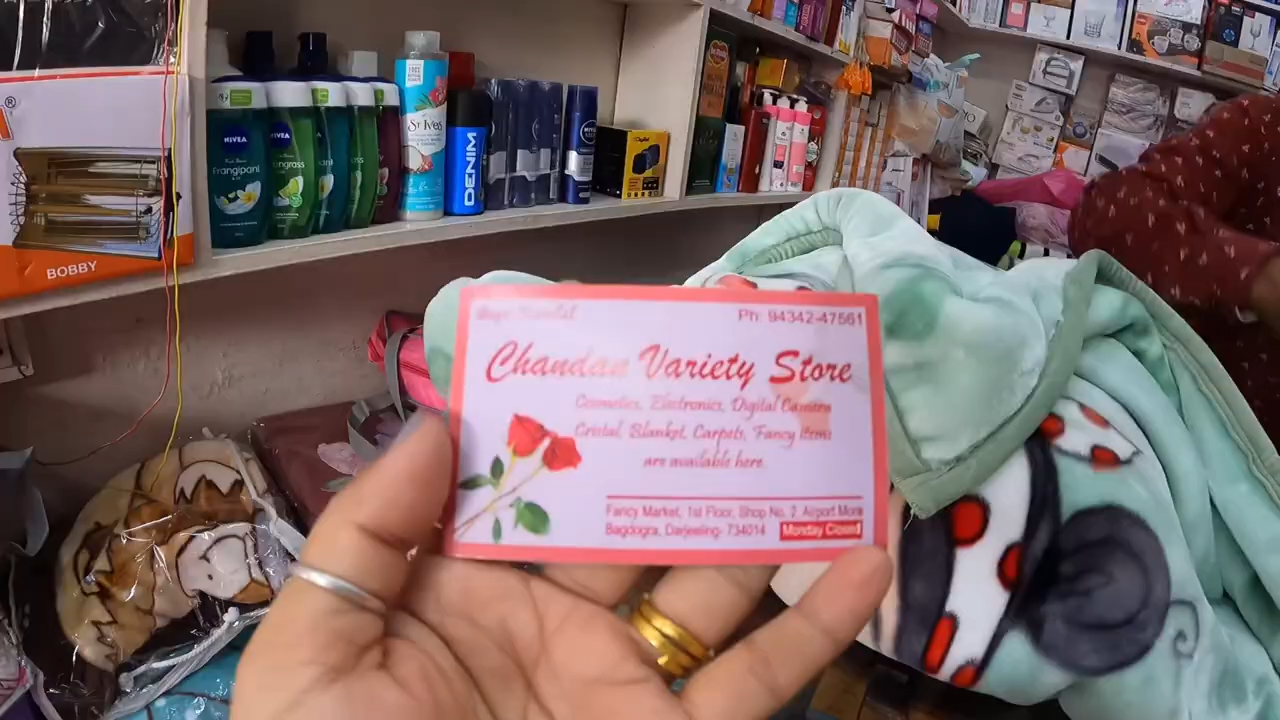 BOBBY
NIVEA
Frangipani
NIVEA
St Ives
DENIM
Ph: 94342-47561
Chandan Variety Store
Cosmetics, Electronics, Digital Camera
Cristal, Blanket, Carpets, Fancy items
are available here.
Fancy Market, 1st Floor, Shop No. 2, Airport More
Bagdogra, Darjeeling- 734014 Monday Closed